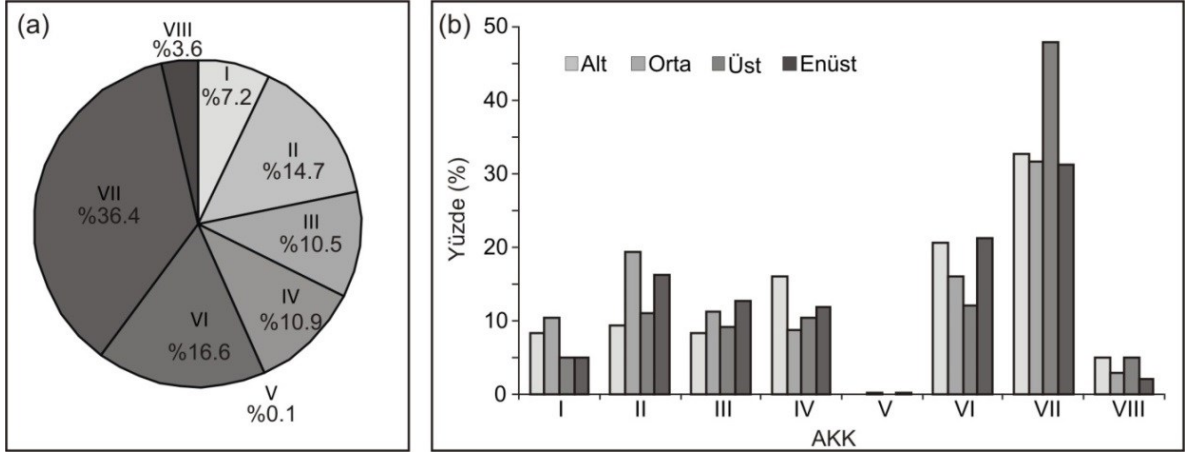 (a)
VIII
%3.6
I
%7.2
II
%14.7
III
%10.5
IV
%10.9
V
%0.1
VI
%16.6
VII
%36.4
(b)
Alt Orta Üst Enüst
Yüzde (%)
50
40
30
20
10
0
I II III IV V VI VII VIII
AKK